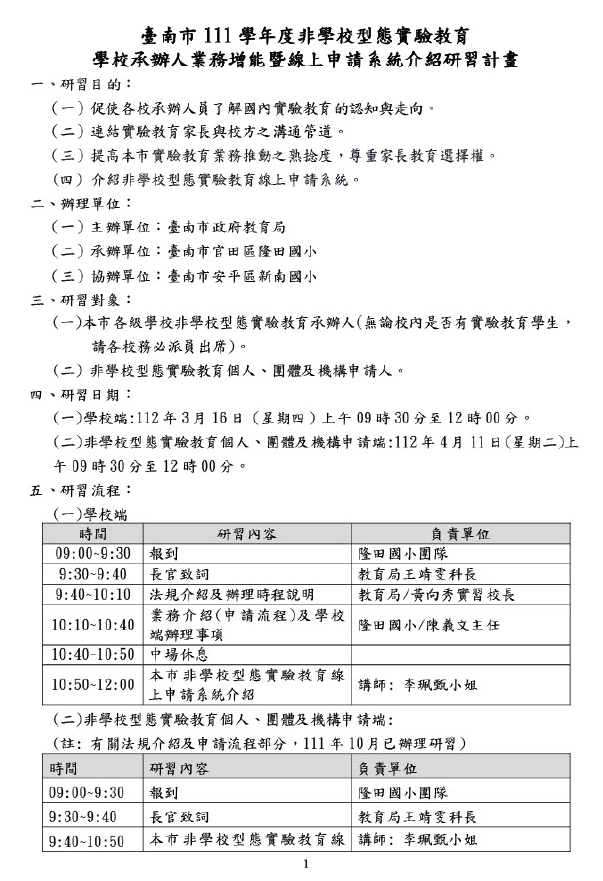 臺南市 111 學年度非學校型態實驗教育
學校承辦人業務增能暨線上申請系統介紹研習計畫
一、研習目的：
（一）促使各校承辦人員了解國內實驗教育的認知與走向。
（二）連結實驗教育家長與校方之溝通管道。
（三）提高本市實驗教育業務推動之熟捻度，尊重家長教育選擇權。
（四）介紹非學校型態實驗教育線上申請系統。
二、辦理單位：
（一）主辦單位：臺南市政府教育局
（二）承辦單位：臺南市官田區隆田國小
（三）協辦單位：臺南市安平區新南國小
三、研習對象：
(一)本市各級學校非學校型態實驗教育承辦人(無論校內是否有實驗教育學生，
請各校務必派員出席)。
(二) 非學校型態實驗教育個人、團體及機構申請人。
四、研習日期：
(一)學校端:112 年 3 月 16 日（星期四）上午 09 時 30 分至 12 時 00 分。
(二)非學校型態實驗教育個人、團體及機構申請端:112 年 4 月 11 日(星期二)上
午 09 時 30 分至 12 時 00 分。
五、研習流程：
(一)學校端
時間 研習內容 負責單位
09:00~9:30 報到 隆田國小團隊
9:30~9:40 長官致詞 教育局王靖雯科長
9:40~10:10 法規介紹及辦理時程說明 教育局/黃向秀實習校長
10:10~10:40 業務介紹(申請流程)及學校
端辦理事項 隆田國小/陳義文主任
10:40-10:50 中場休息
10:50~12:00 本市非學校型態實驗教育線
上申請系統介紹 講師: 李珮甄小姐
(二)非學校型態實驗教育個人、團體及機構申請端:
(註: 有關法規介紹及申請流程部分，111 年 10 月已辦理研習)
時間 研習內容 負責單位
09:00~9:30 報到 隆田國小團隊
9:30~9:40 長官致詞 教育局王靖雯科長
9:40~10:50 本市非學校型態實驗教育線 講師: 李珮甄小姐
1